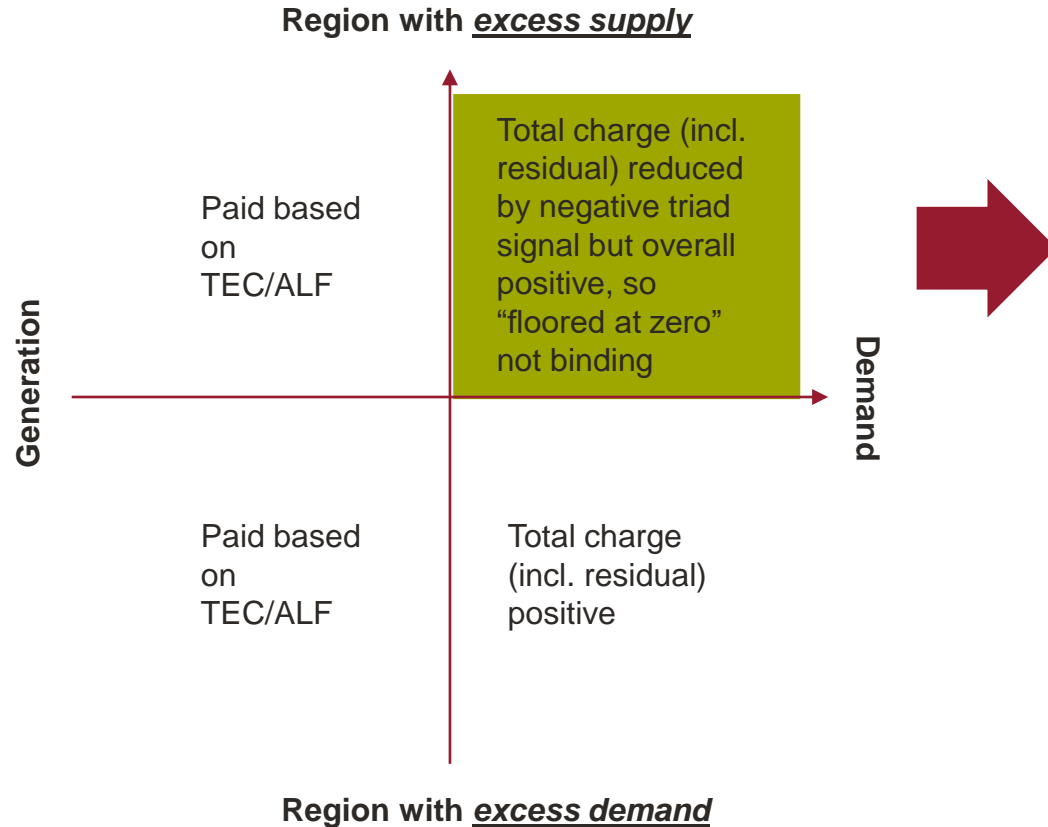 Region with excess supply
Total charge (incl.
residual) reduced
by negative triad
signal but overall
positive, so
“floored at zero”
not binding
Paid based
on
TEC/ALF
Generation
Demand
Paid based
on
TEC/ALF
Total charge
(incl. residual)
positive
Region with excess demand